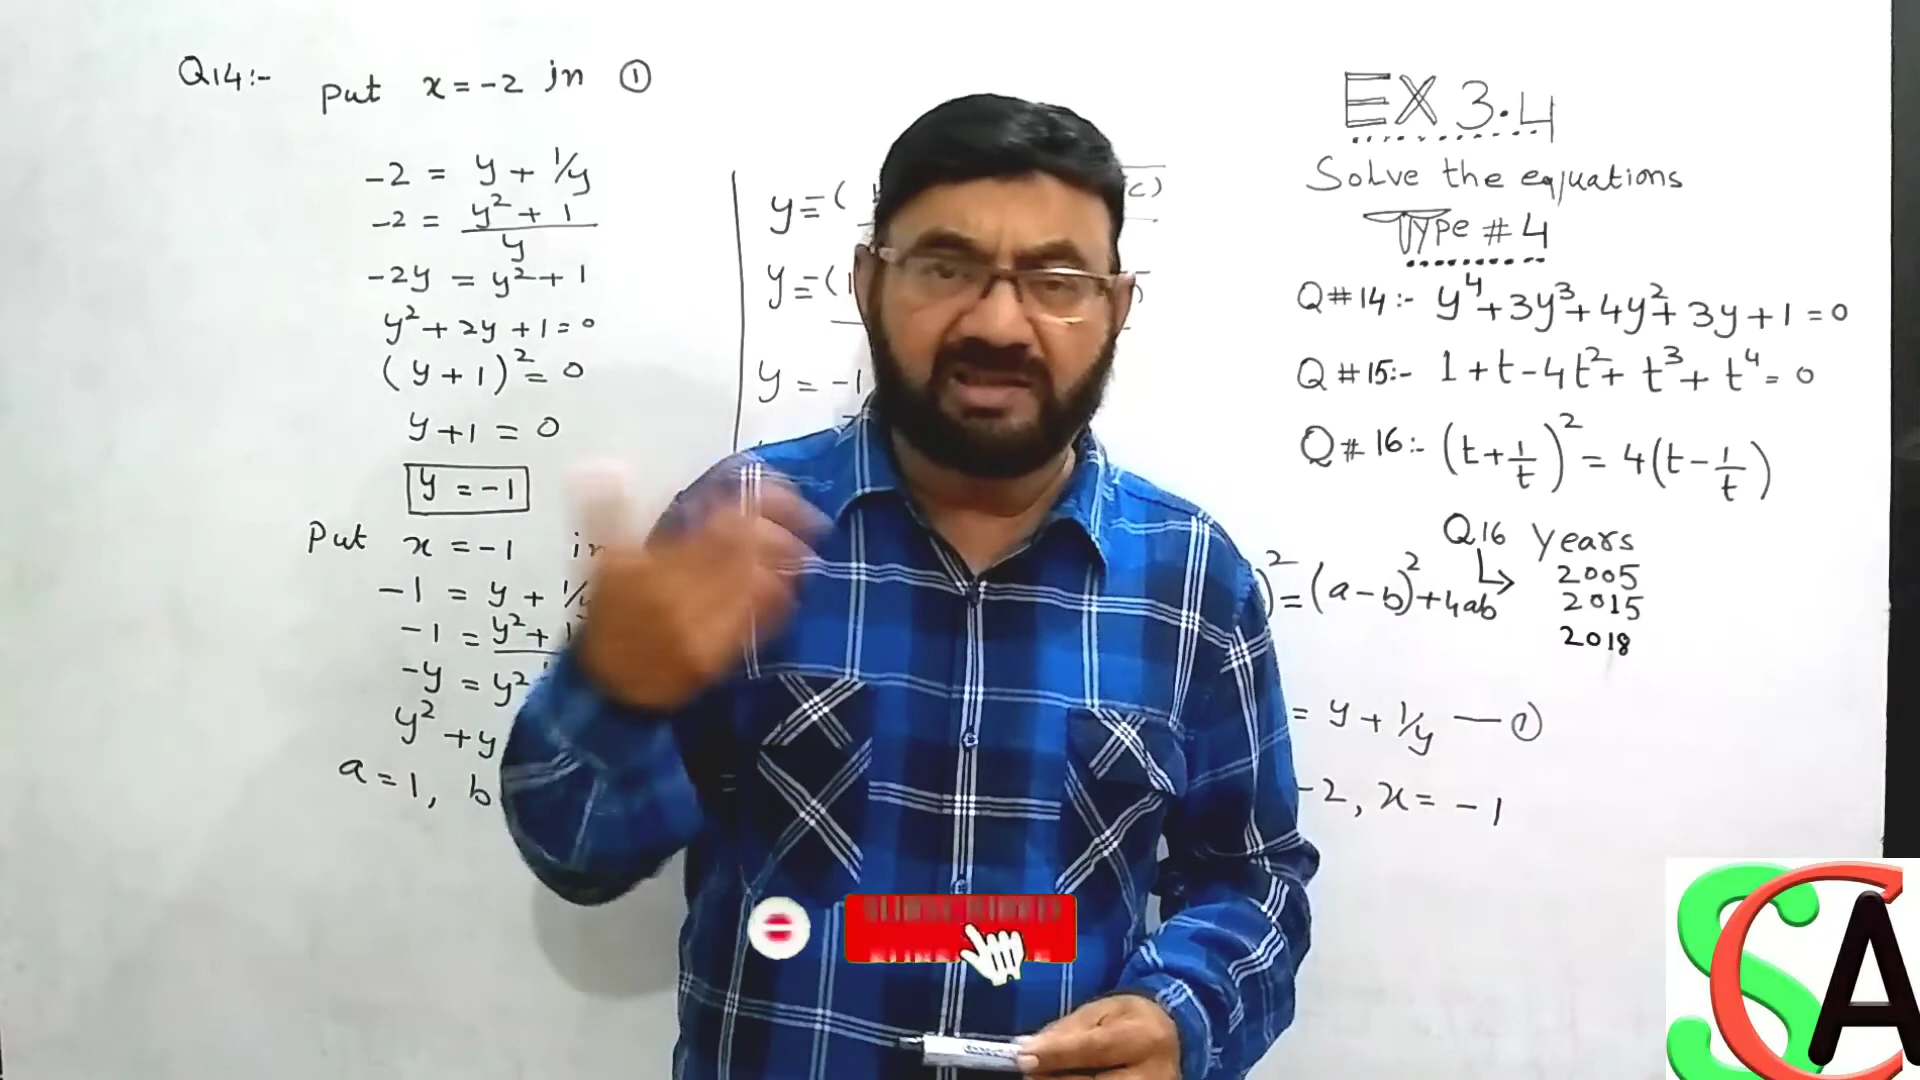 Q14:- Put x = -2 in ①
-2 = y + 1/y
-2 = y² + 1
y
-2y = y² + 1
y² + 2y + 1 = 0
(y + 1)² = 0
y + 1 = 0
y = -1
Put x = -1
-1 = y +
-1 = y² + 1
-y = y²
y² + y
a = 1, b
y = (
c)
y = (
y = -1
EX 3.4
Solve the equations
Type # 4
Q#14:- y⁴ + 3y³ + 4y² + 3y + 1 = 0
Q#15:- 1 + t - 4t² + t³ + t⁴ = 0
Q#16:- (t + 1/t)² = 4(t - 1/t)
Q16 Years
2005
2015
2018
)² = (a - b)² + 4ab
= y + 1/y — ①
-2, x = -1
SCA